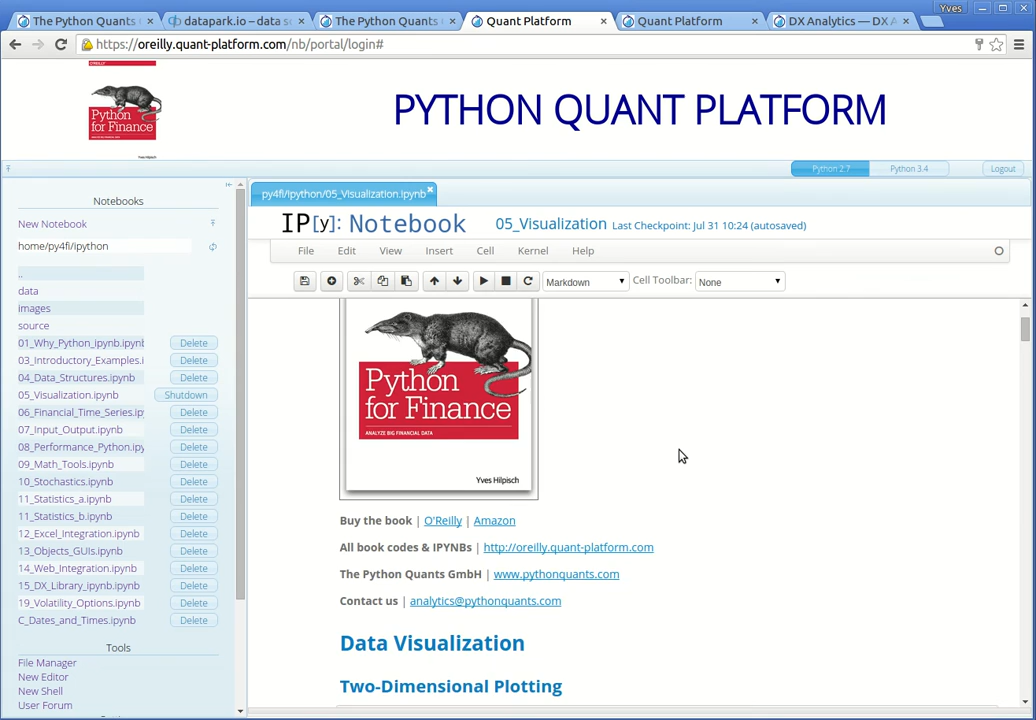 Yves
The Python Quants
datapark.io – data s
The Python Quants
Quant Platform
Quant Platform
DX Analytics — DX A
https://oreilly.quant-platform.com/nb/portal/login#
O'REILLY
Python
for Finance
Yves Hilpisch
PYTHON QUANT PLATFORM
Python 2.7
Python 3.4
Logout
Notebooks
New Notebook
home/py4fi/ipython
..
data
images
source
01_Why_Python_ipynb.ipynb Delete
03_Introductory_Examples.i Delete
04_Data_Structures.ipynb Delete
05_Visualization.ipynb Shutdown
06_Financial_Time_Series.ip Delete
07_Input_Output.ipynb Delete
08_Performance_Python.ipy Delete
09_Math_Tools.ipynb Delete
10_Stochastics.ipynb Delete
11_Statistics_a.ipynb Delete
11_Statistics_b.ipynb Delete
12_Excel_Integration.ipynb Delete
13_Objects_GUIs.ipynb Delete
14_Web_Integration.ipynb Delete
15_DX_Library_ipynb.ipynb Delete
19_Volatility_Options.ipynb Delete
C_Dates_and_Times.ipynb Delete
Tools
File Manager
New Editor
New Shell
User Forum
py4fi/ipython/05_Visualization.ipynb
IP[y]: Notebook
05_Visualization Last Checkpoint: Jul 31 10:24 (autosaved)
File Edit View Insert Cell Kernel Help
Markdown Cell Toolbar: None
Python
for Finance
ANALYZE BIG FINANCIAL DATA
Yves Hilpisch
Buy the book | O'Reilly | Amazon
All book codes & IPYNBs | http://oreilly.quant-platform.com
The Python Quants GmbH | www.pythonquants.com
Contact us | analytics@pythonquants.com
Data Visualization
Two-Dimensional Plotting